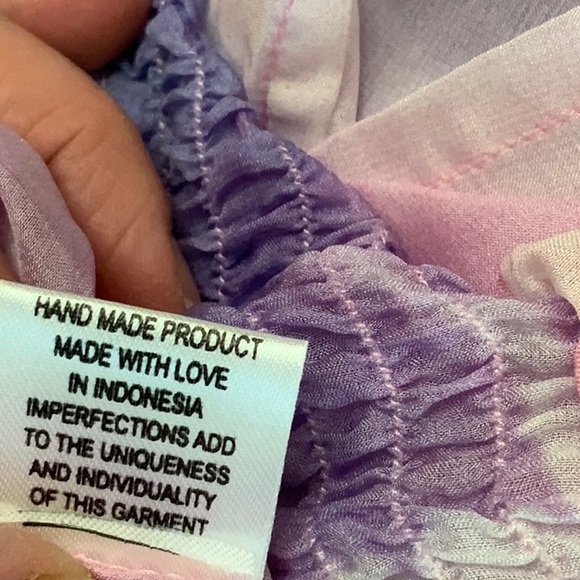 HAND MADE PRODUCT
MADE WITH LOVE
IN INDONESIA
IMPERFECTIONS ADD
TO THE UNIQUENESS
AND INDIVIDUALITY
OF THIS GARMENT